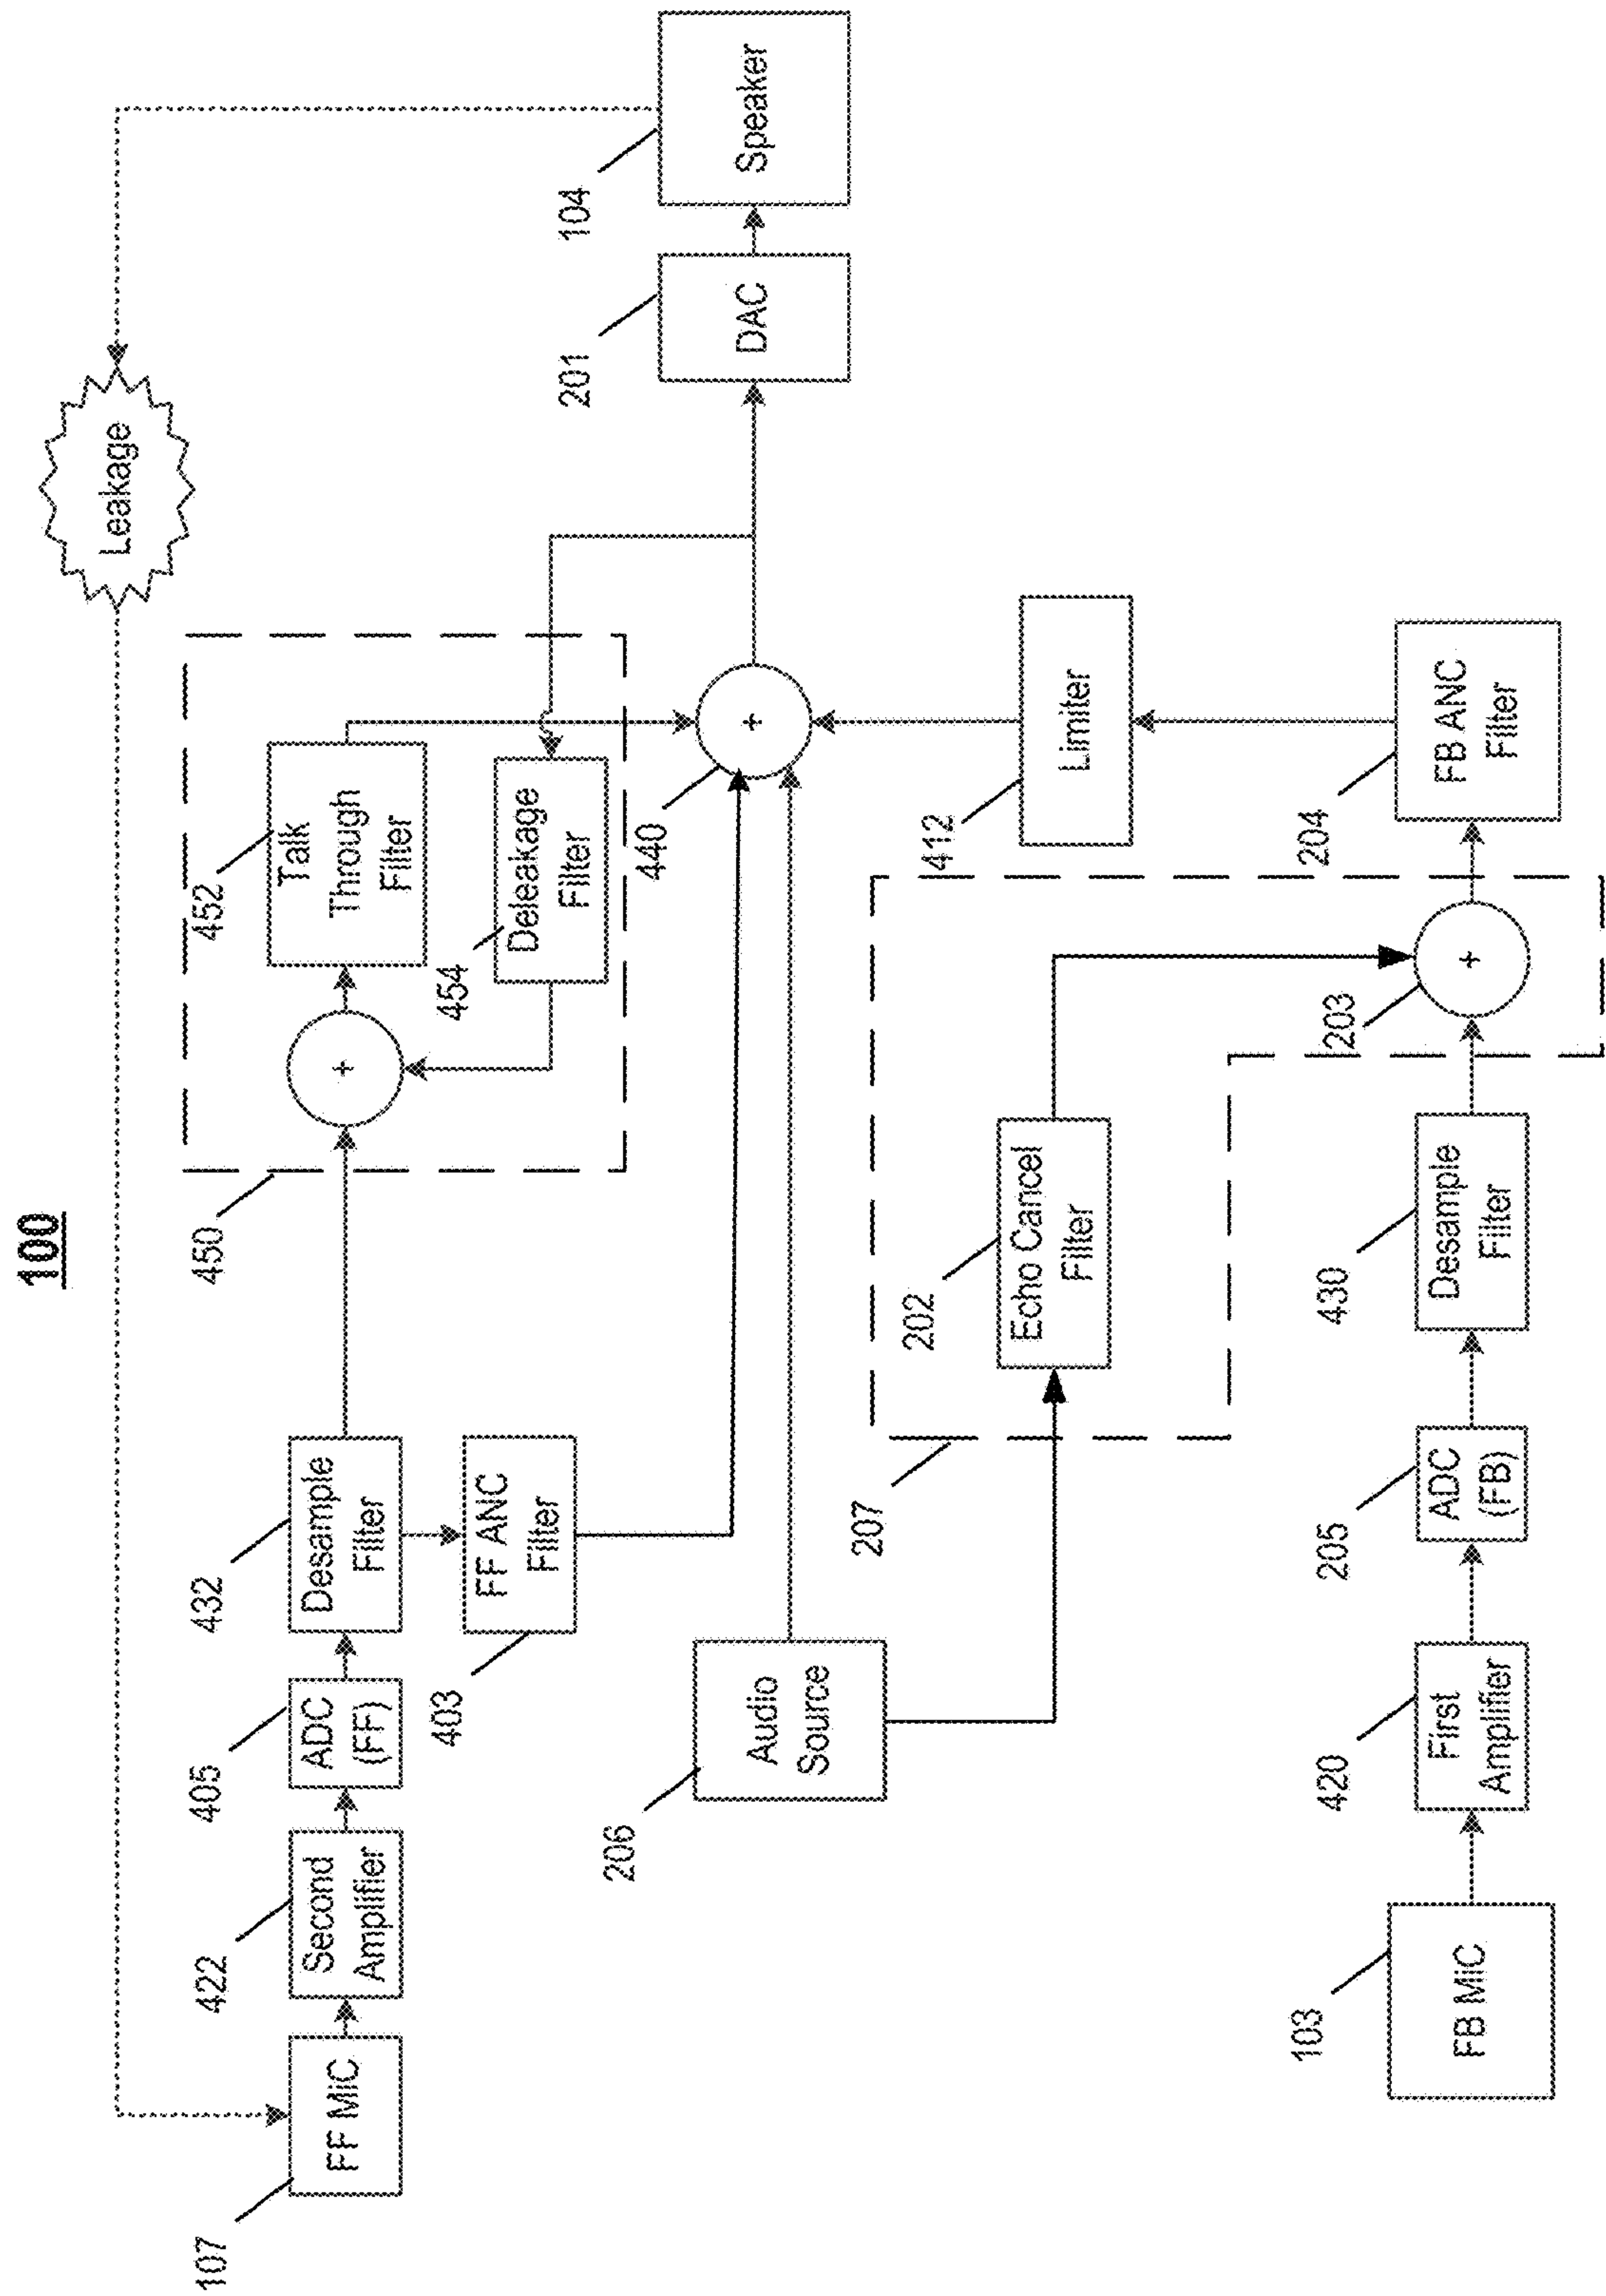 100
Leakage
107
FF MiC
422
Second
Amplifier
405
ADC
(FF)
432
Desample
Filter
403
FF ANC
Filter
450
452
Talk
Through
Filter
454
Deleakage
Filter
+
440
+
201
DAC
104
Speaker
206
Audio
Source
207
202
Echo Cancel
Filter
412
Limiter
103
FB MiC
420
First
Amplifier
205
ADC
(FB)
430
Desample
Filter
203
+
204
FB ANC
Filter